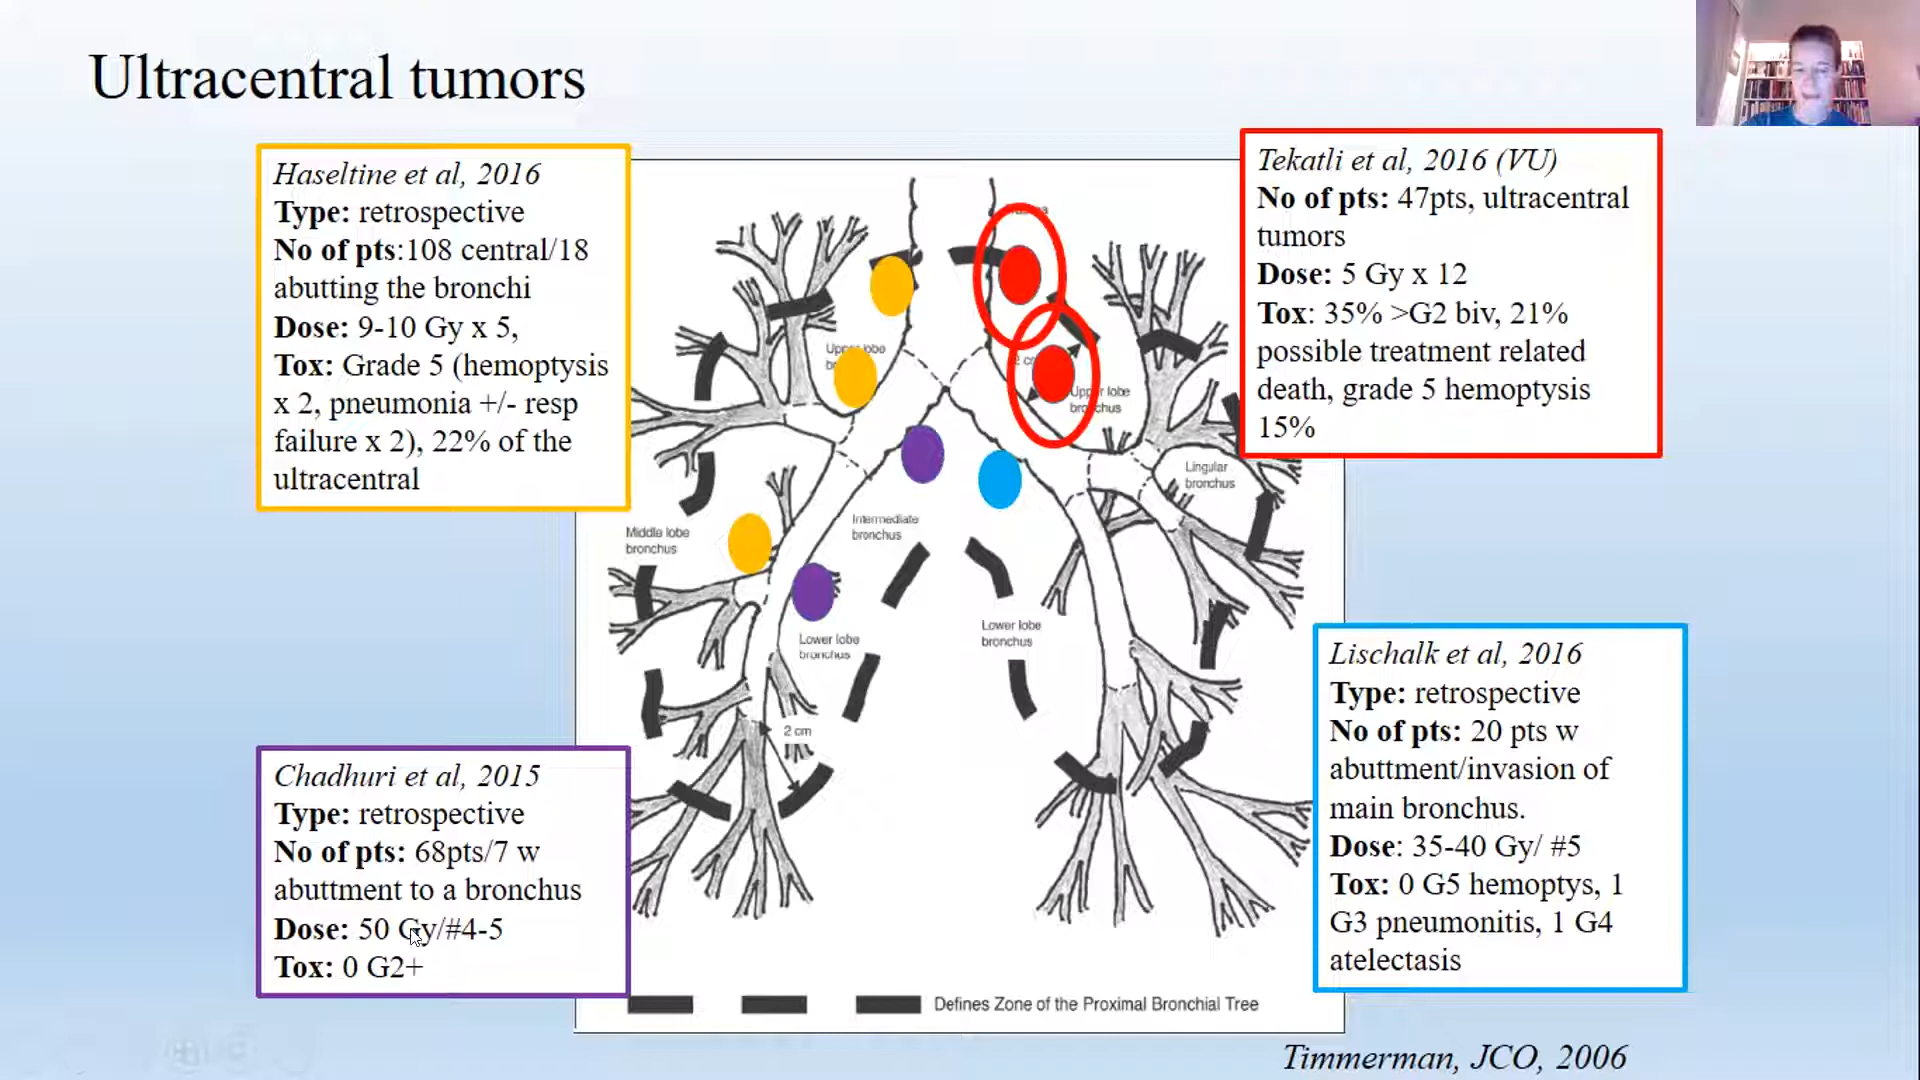 Ultracentral tumors
Haseltine et al, 2016
Type: retrospective
No of pts:108 central/18
abutting the bronchi
Dose: 9-10 Gy x 5,
Tox: Grade 5 (hemoptysis
x 2, pneumonia +/- resp
failure x 2), 22% of the
ultracentral
Tekatli et al, 2016 (VU)
No of pts: 47pts, ultracentral
tumors
Dose: 5 Gy x 12
Tox: 35% >G2 biv, 21%
possible treatment related
death, grade 5 hemoptysis
15%
2 cm
Upper lobe
bronchus
Lingular
bronchus
Intermediate
bronchus
Middle lobe
bronchus
Lower lobe
bronchus
Lower lobe
bronchus
2 cm
Chadhuri et al, 2015
Type: retrospective
No of pts: 68pts/7 w
abuttment to a bronchus
Dose: 50 Gy/#4-5
Tox: 0 G2+
Lischalk et al, 2016
Type: retrospective
No of pts: 20 pts w
abuttment/invasion of
main bronchus.
Dose: 35-40 Gy/ #5
Tox: 0 G5 hemoptys, 1
G3 pneumonitis, 1 G4
atelectasis
Defines Zone of the Proximal Bronchial Tree
Timmerman, JCO, 2006